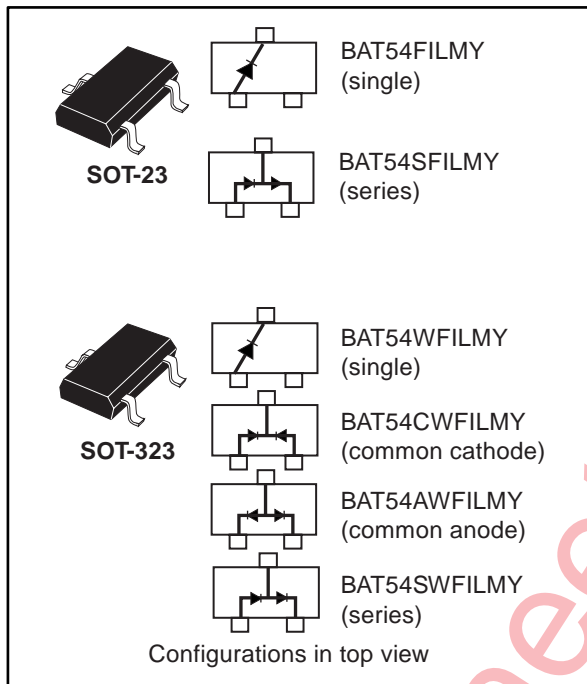 BAT54FILMY
(single)
SOT-23
BAT54SFILMY
(series)
BAT54WFILMY
(single)
SOT-323
BAT54CWFILMY
(common cathode)
BAT54AWFILMY
(common anode)
BAT54SWFILMY
(series)
Configurations in top view